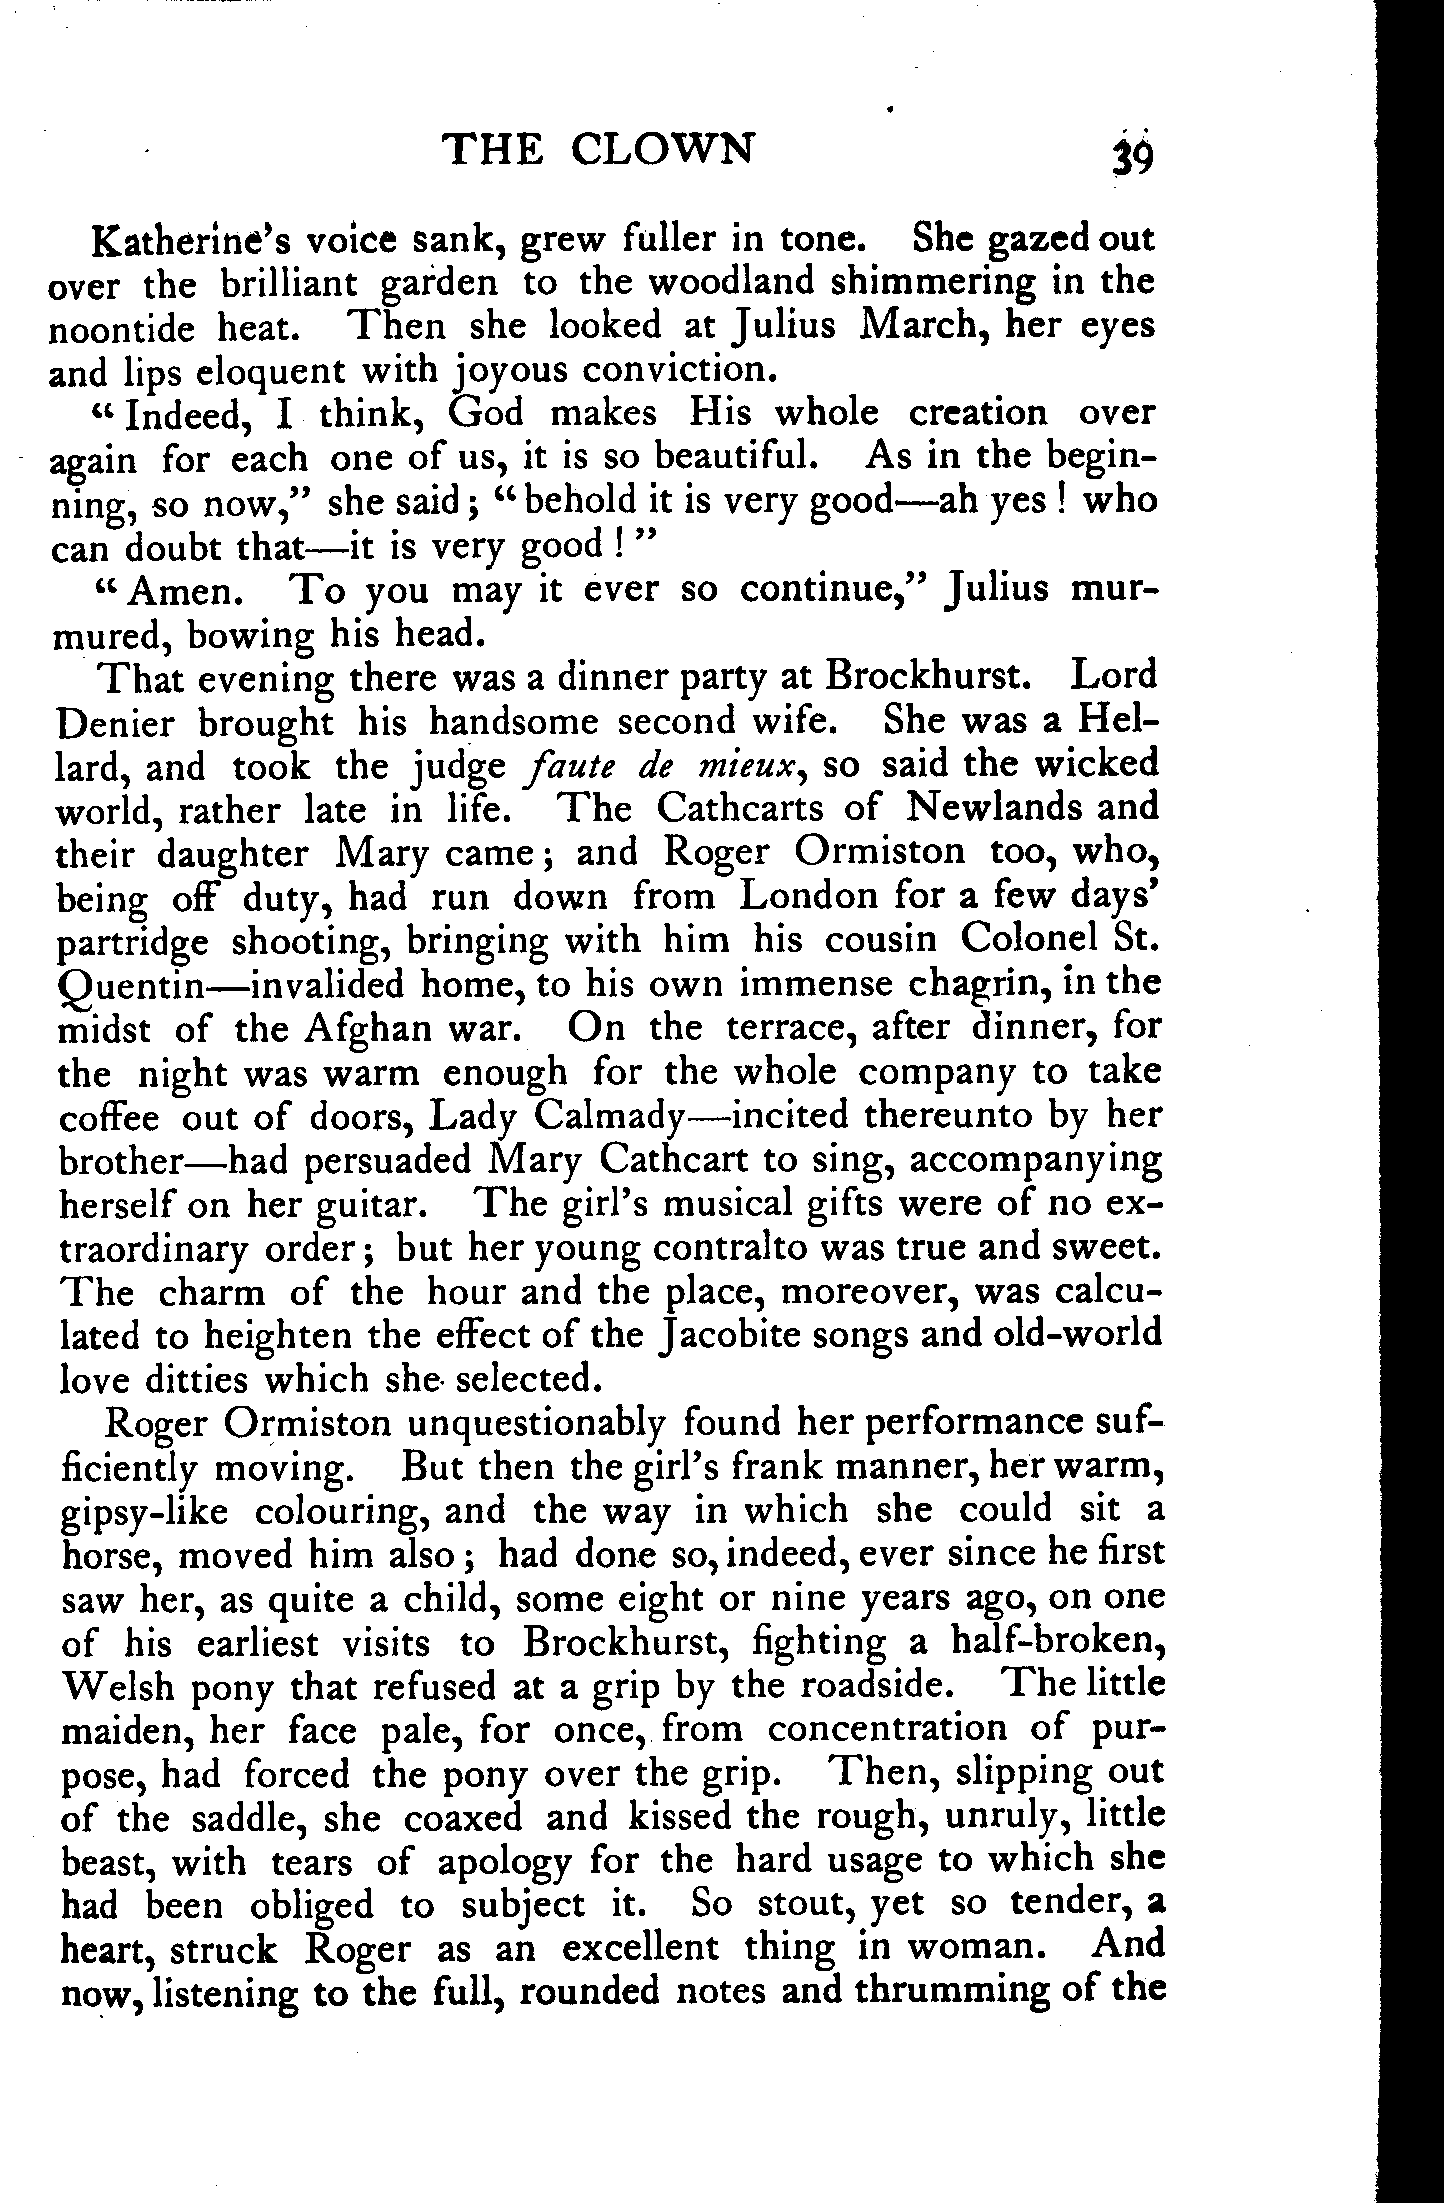 THE CLOWN 39
Katherine's voice sank, grew fuller in tone. She gazed out
over the brilliant garden to the woodland shimmering in the
noontide heat. Then she looked at Julius March, her eyes
and lips eloquent with joyous conviction.
“Indeed, I think, God makes His whole creation over
again for each one of us, it is so beautiful. As in the begin-
ning, so now,” she said; “behold it is very good—ah yes! who
can doubt that—it is very good!”
“Amen. To you may it ever so continue,” Julius mur-
mured, bowing his head.
That evening there was a dinner party at Brockhurst. Lord
Denier brought his handsome second wife. She was a Hel-
lard, and took the judge faute de mieux, so said the wicked
world, rather late in life. The Cathcarts of Newlands and
their daughter Mary came; and Roger Ormiston too, who,
being off duty, had run down from London for a few days'
partridge shooting, bringing with him his cousin Colonel St.
Quentin—invalided home, to his own immense chagrin, in the
midst of the Afghan war. On the terrace, after dinner, for
the night was warm enough for the whole company to take
coffee out of doors, Lady Calmady—incited thereunto by her
brother—had persuaded Mary Cathcart to sing, accompanying
herself on her guitar. The girl's musical gifts were of no ex-
traordinary order; but her young contralto was true and sweet.
The charm of the hour and the place, moreover, was calcu-
lated to heighten the effect of the Jacobite songs and old-world
love ditties which she selected.
Roger Ormiston unquestionably found her performance suf-
ficiently moving. But then the girl's frank manner, her warm,
gipsy-like colouring, and the way in which she could sit a
horse, moved him also; had done so, indeed, ever since he first
saw her, as quite a child, some eight or nine years ago, on one
of his earliest visits to Brockhurst, fighting a half-broken,
Welsh pony that refused at a grip by the roadside. The little
maiden, her face pale, for once, from concentration of pur-
pose, had forced the pony over the grip. Then, slipping out
of the saddle, she coaxed and kissed the rough, unruly, little
beast, with tears of apology for the hard usage to which she
had been obliged to subject it. So stout, yet so tender, a
heart, struck Roger as an excellent thing in woman. And
now, listening to the full, rounded notes and thrumming of the